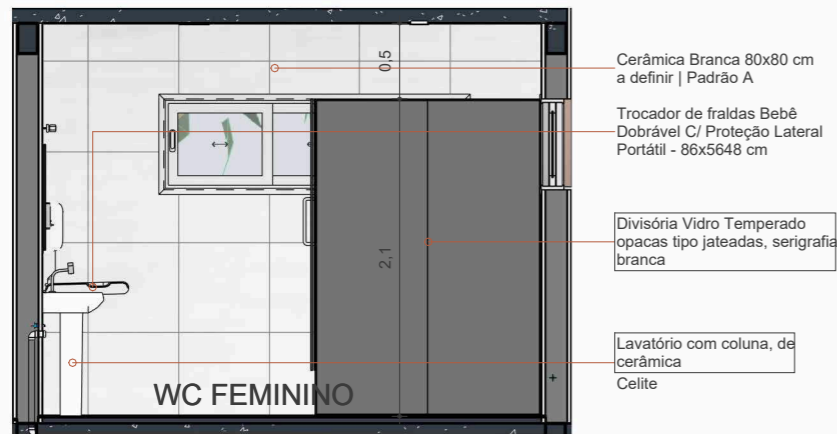 0,5
Cerâmica Branca 80x80 cm
a definir | Padrão A
Trocador de fraldas Bebê
Dobrável C/ Proteção Lateral
Portátil - 86x5648 cm
Divisória Vidro Temperado
opacas tipo jateadas, serigrafia
branca
2,1
Lavatório com coluna, de
cerâmica
Celite
WC FEMININO